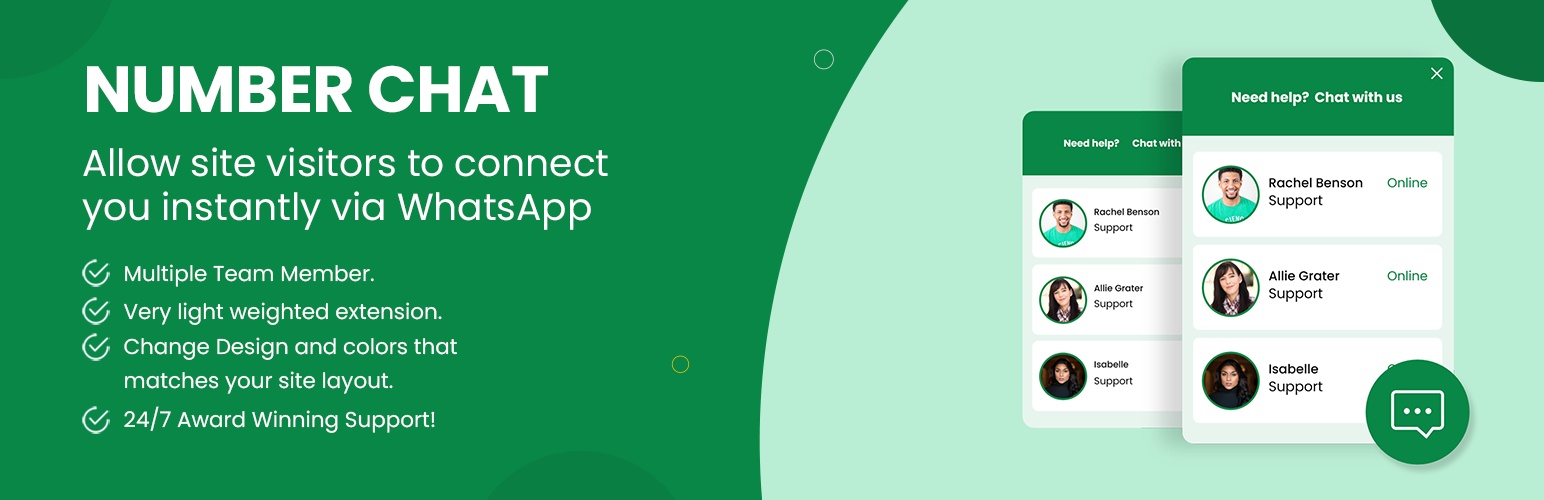 NUMBER CHAT
Allow site visitors to connect
you instantly via WhatsApp
Multiple Team Member.
Very light weighted extension.
Change Design and colors that
matches your site layout.
24/7 Award Winning Support!
Need help? Chat with
Rachel Benson
Support
Allie Grater
Support
Isabelle
Support
Need help? Chat with us
Rachel Benson Online
Support
Allie Grater Online
Support
Isabelle
Support